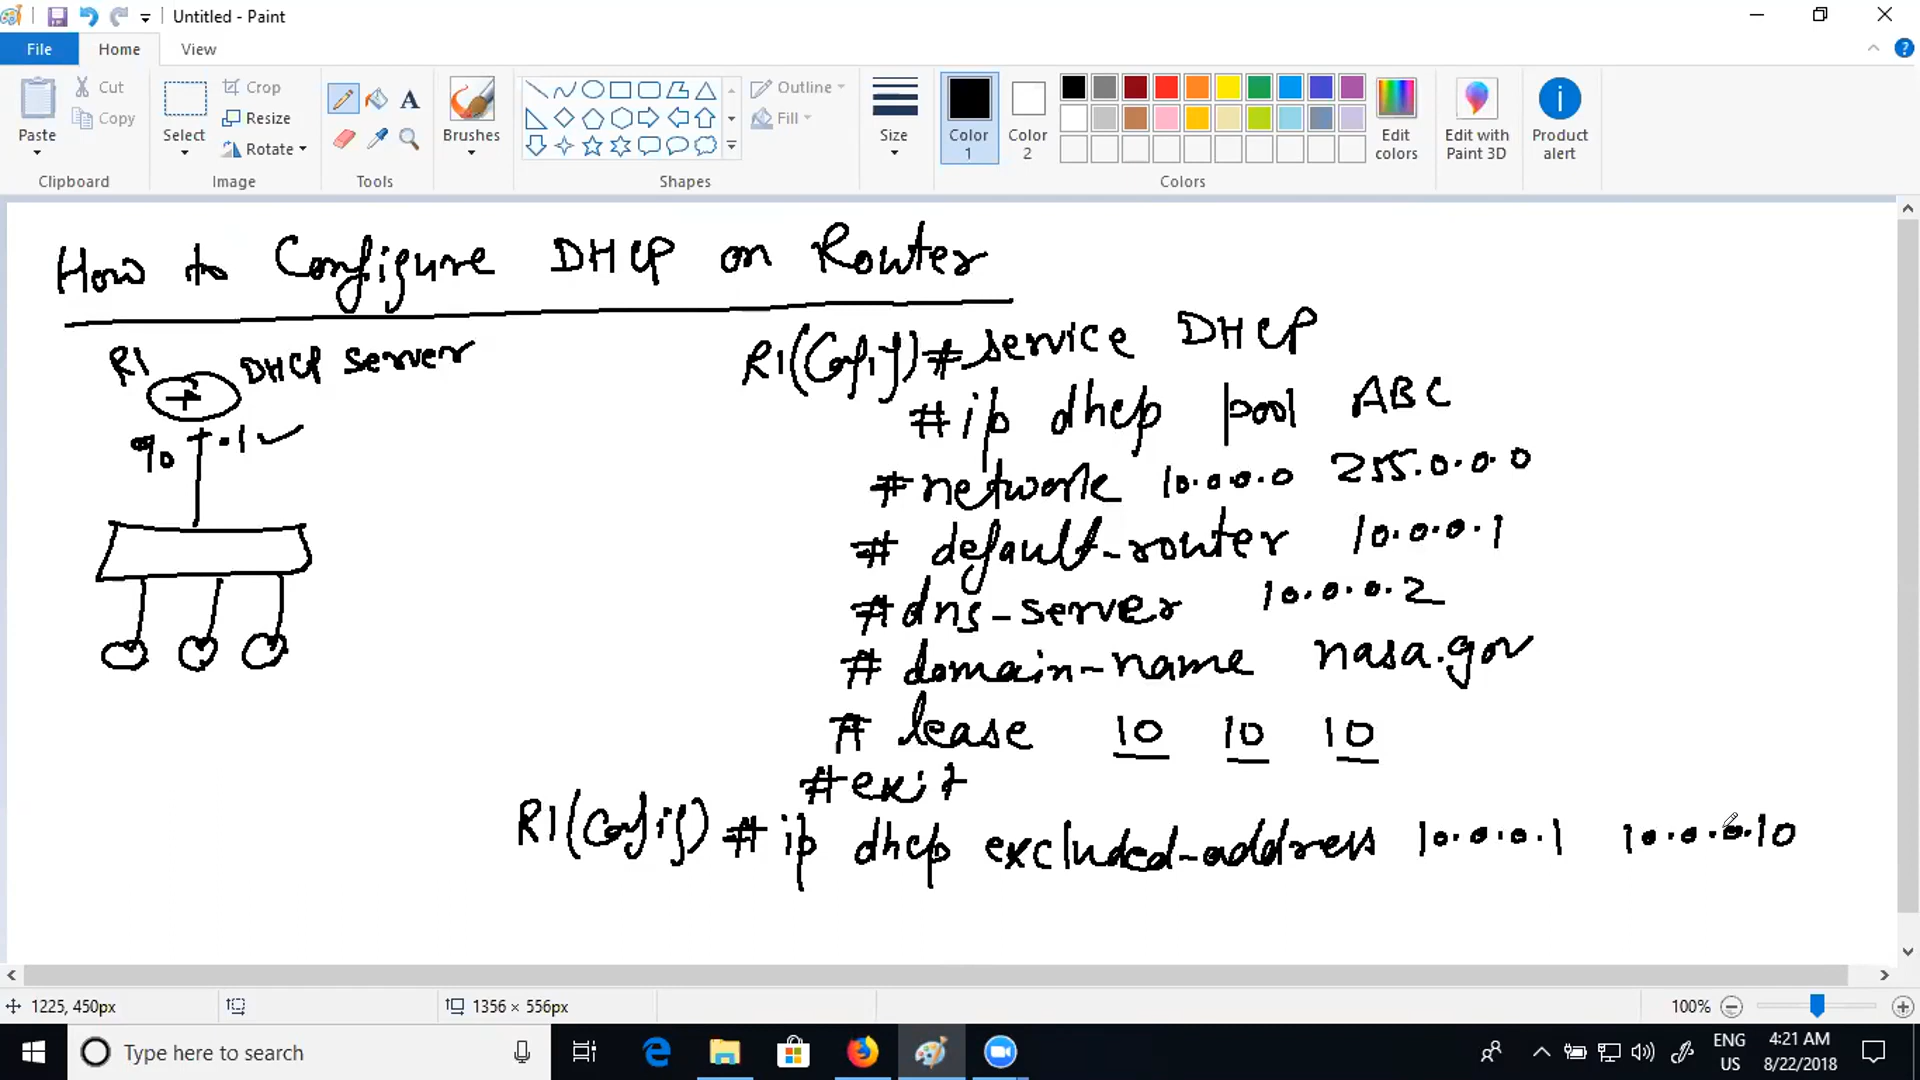 Untitled - Paint
File Home View
Paste
Cut
Copy
Clipboard
Select
Crop
Resize
Rotate
Image
Tools
Brushes
Shapes
Outline
Fill
Size
Color 1
Color 2
Colors
Edit colors
Edit with Paint 3D
Product alert
How to Configure DHCP on Router
R1 DHCP Server
.1
R1(Config)# service DHCP
# ip dhcp pool ABC
# network 10.0.0.0 255.0.0.0
# default-router 10.0.0.1
# dns-server 10.0.0.2
# domain-name nasa.gov
# lease 10 10 10
# exit
R1(Config)# ip dhcp excluded-address 10.0.0.1 10.0.0.10
1225, 450px
1356 × 556px
100%
Type here to search
ENG US
4:21 AM
8/22/2018